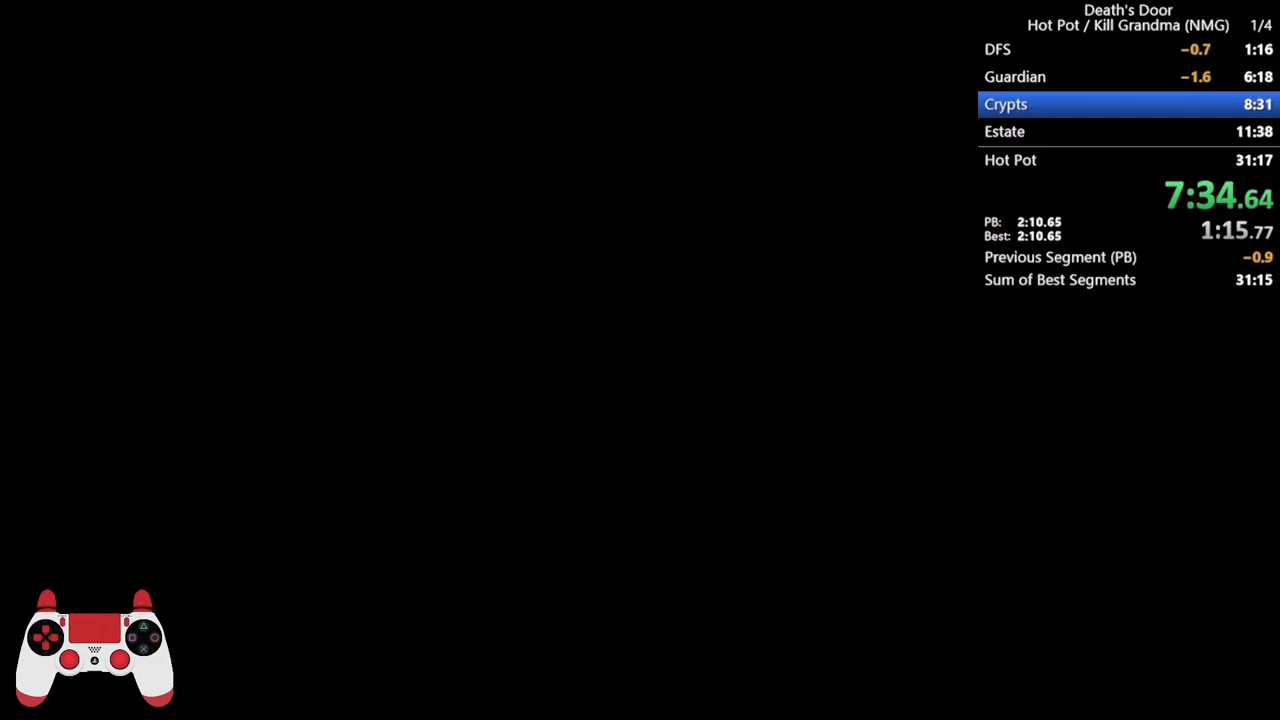 Death's Door
Hot Pot / Kill Grandma (NMG) 1/4
DFS −0.7 1:16
Guardian −1.6 6:18
Crypts 8:31
Estate 11:38
Hot Pot 31:17
7:34.64
PB: 2:10.65
Best: 2:10.65
1:15.77
Previous Segment (PB) −0.9
Sum of Best Segments 31:15